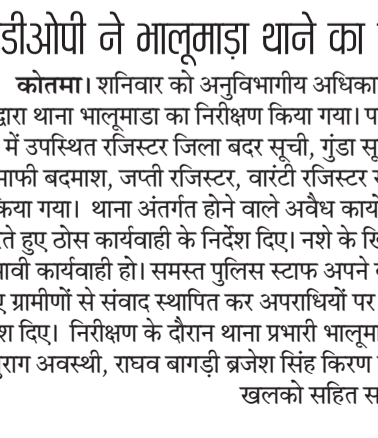 डीओपी ने भालूमाड़ा थाने का
कोतमा। शनिवार को अनुविभागीय अधिका
द्वारा थाना भालूमाडा का निरीक्षण किया गया। प
में उपस्थित रजिस्टर जिला बदर सूची, गुंडा सू
माफी बदमाश, जप्ती रजिस्टर, वारंटी रजिस्टर
किया गया। थाना अंतर्गत होने वाले अवैध कार्य
ते हुए ठोस कार्यवाही के निर्देश दिए। नशे के खि
ावी कार्यवाही हो। समस्त पुलिस स्टाफ अपने
ए ग्रामीणों से संवाद स्थापित कर अपराधियों पर
श दिए। निरीक्षण के दौरान थाना प्रभारी भालूमा
राग अवस्थी, राघव बागड़ी ब्रजेश सिंह किरण
खलको सहित स